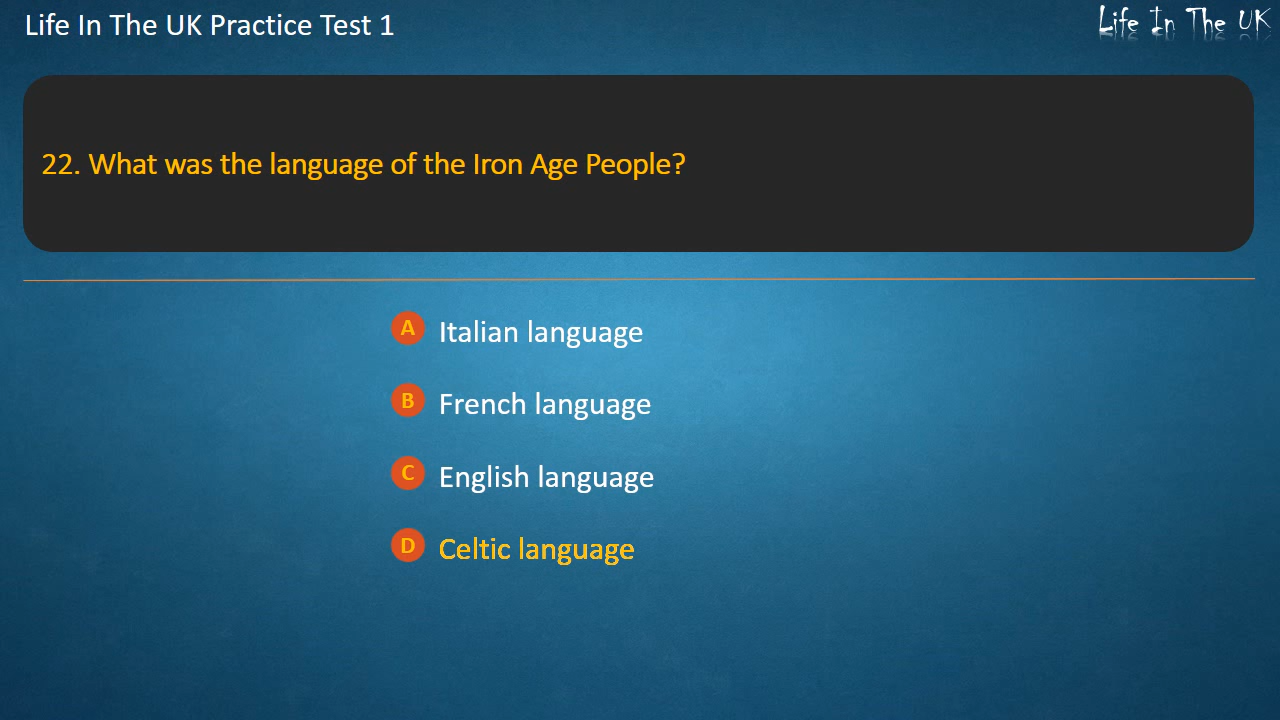 Life In The UK Practice Test 1
Life In The UK
22. What was the language of the Iron Age People?
A Italian language
B French language
C English language
D Celtic language